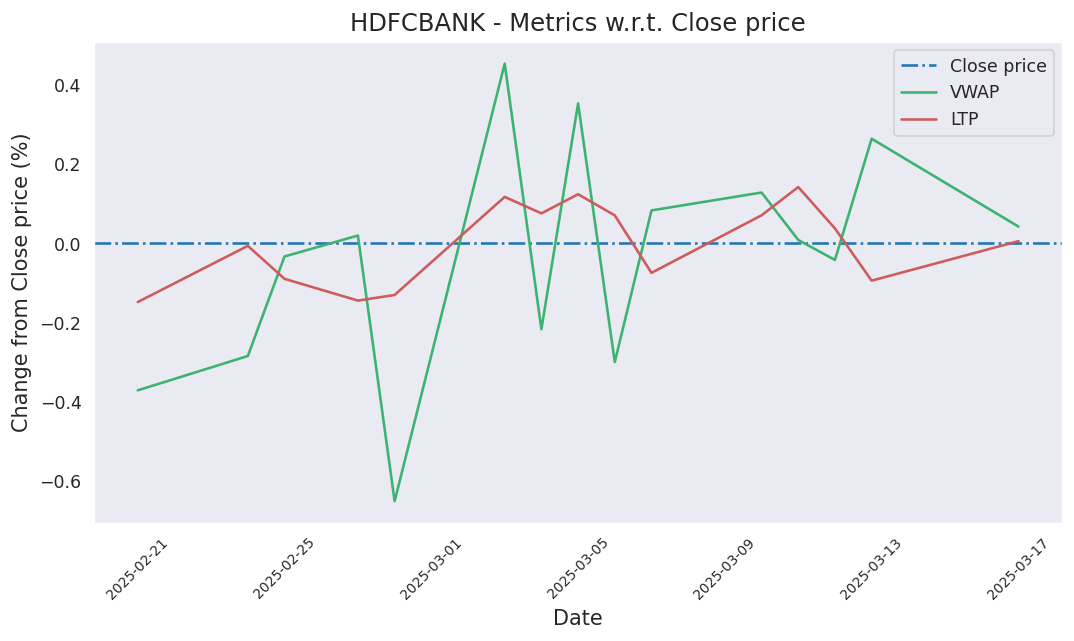 HDFCBANK - Metrics w.r.t. Close price
Change from Close price (%)
0.4
0.2
0.0
−0.2
−0.4
−0.6
Close price
VWAP
LTP
2025-02-21
2025-02-25
2025-03-01
2025-03-05
2025-03-09
2025-03-13
2025-03-17
Date